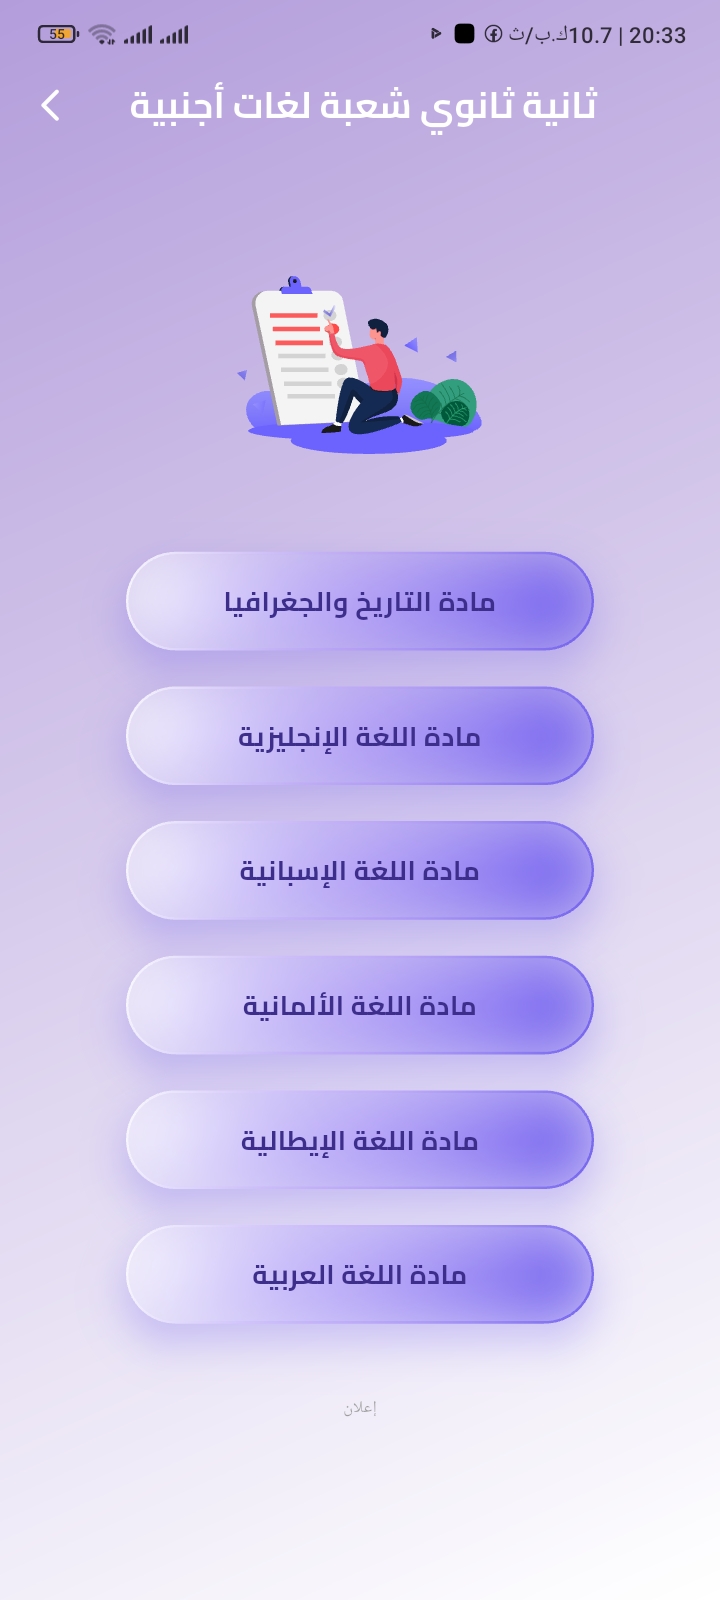 20:33 | 10.7ك.ب/ث
55
ثانية ثانوي شعبة لغات أجنبية
مادة التاريخ والجغرافيا
مادة اللغة الإنجليزية
مادة اللغة الإسبانية
مادة اللغة الألمانية
مادة اللغة الإيطالية
مادة اللغة العربية
إعلان